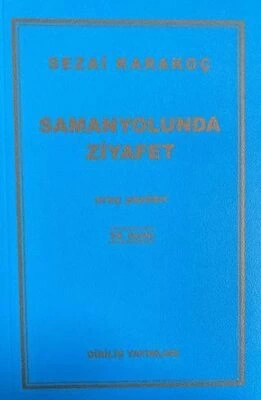 SEZAİ KARAKOÇ
SAMANYOLUNDA
ZİYAFET
DİRİLİŞ YAYINLARI